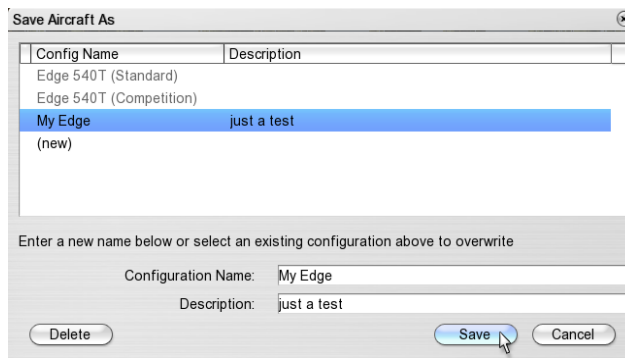 Save Aircraft As
Config Name Description
Edge 540T (Standard)
Edge 540T (Competition)
My Edge just a test
(new)
Enter a new name below or select an existing configuration above to overwrite
Configuration Name: My Edge
Description: just a test
Delete Save Cancel